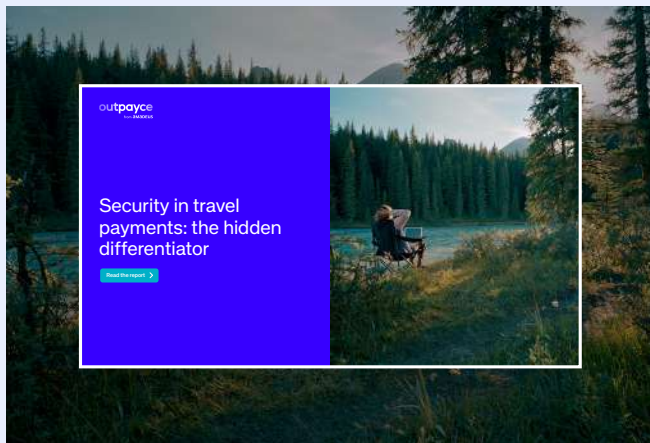 outpayce
from amadeus
Security in travel
payments: the hidden
differentiator
Read the report